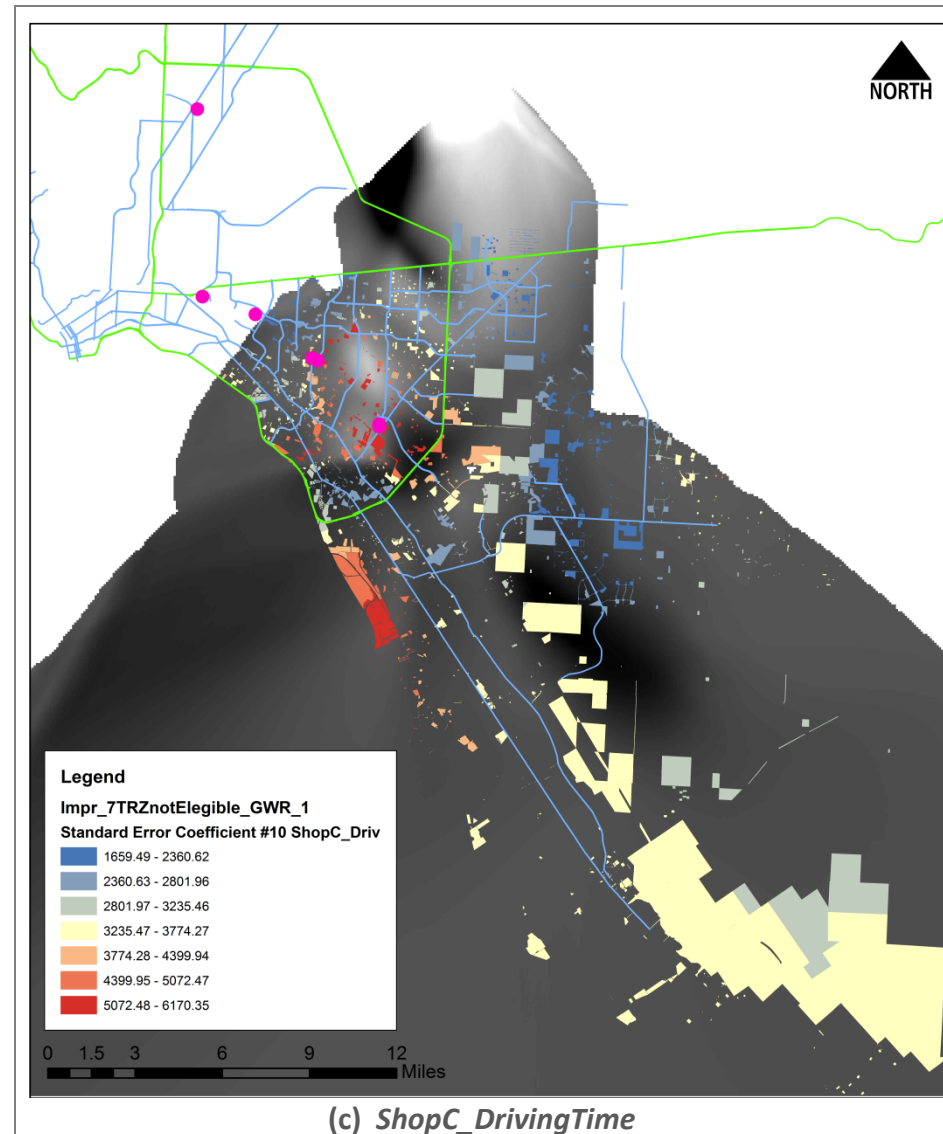 NORTH
Legend
Impr_7TRZnotElegible_GWR_1
Standard Error Coefficient #10 ShopC_Driv
1659.49 - 2360.62
2360.63 - 2801.96
2801.97 - 3235.46
3235.47 - 3774.27
3774.28 - 4399.94
4399.95 - 5072.47
5072.48 - 6170.35
0 1.5 3 6 9 12
Miles
(c) ShopC_DrivingTime